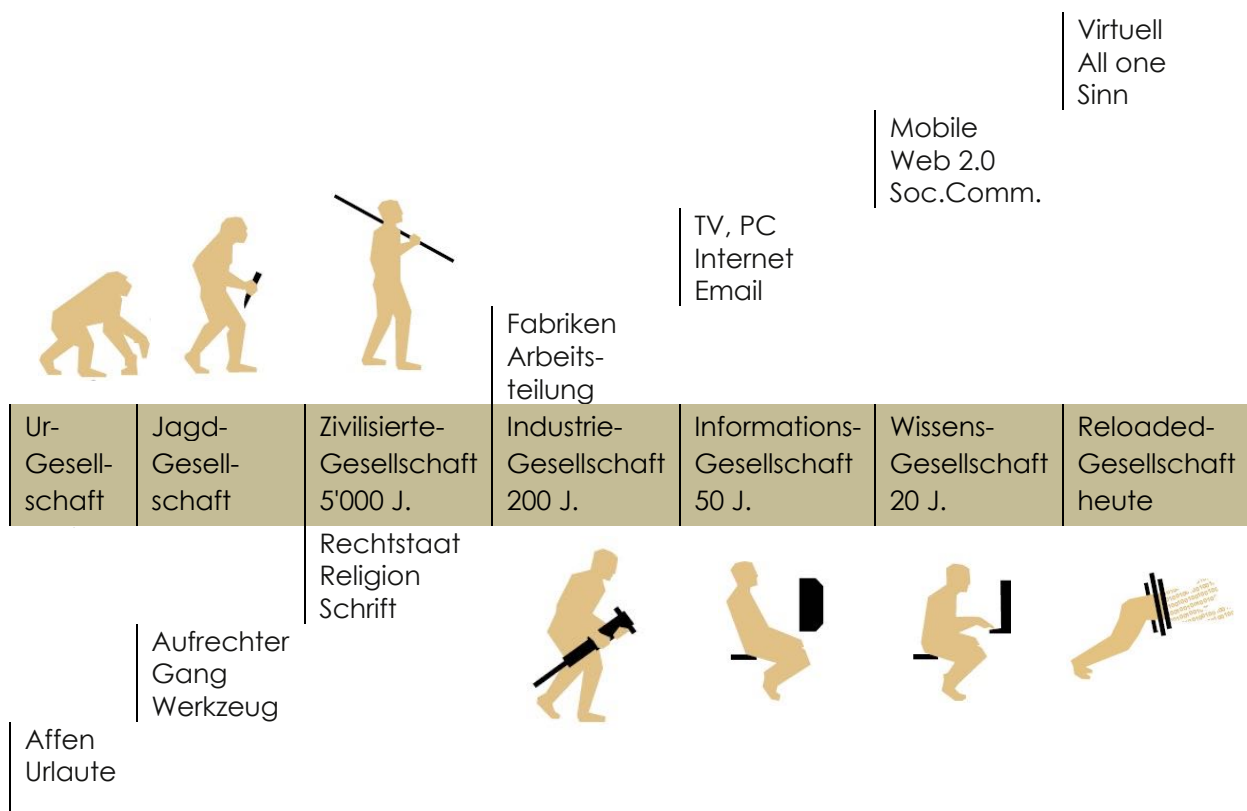 Virtuell
All one
Sinn
Mobile
Web 2.0
Soc.Comm.
TV, PC
Internet
Email
Fabriken
Arbeits-
teilung
Ur-
Gesell-
schaft
Jagd-
Gesell-
schaft
Zivilisierte-
Gesellschaft
5'000 J.
Industrie-
Gesellschaft
200 J.
Informations-
Gesellschaft
50 J.
Wissens-
Gesellschaft
20 J.
Reloaded-
Gesellschaft
heute
Rechtstaat
Religion
Schrift
Aufrechter
Gang
Werkzeug
Affen
Urlaute